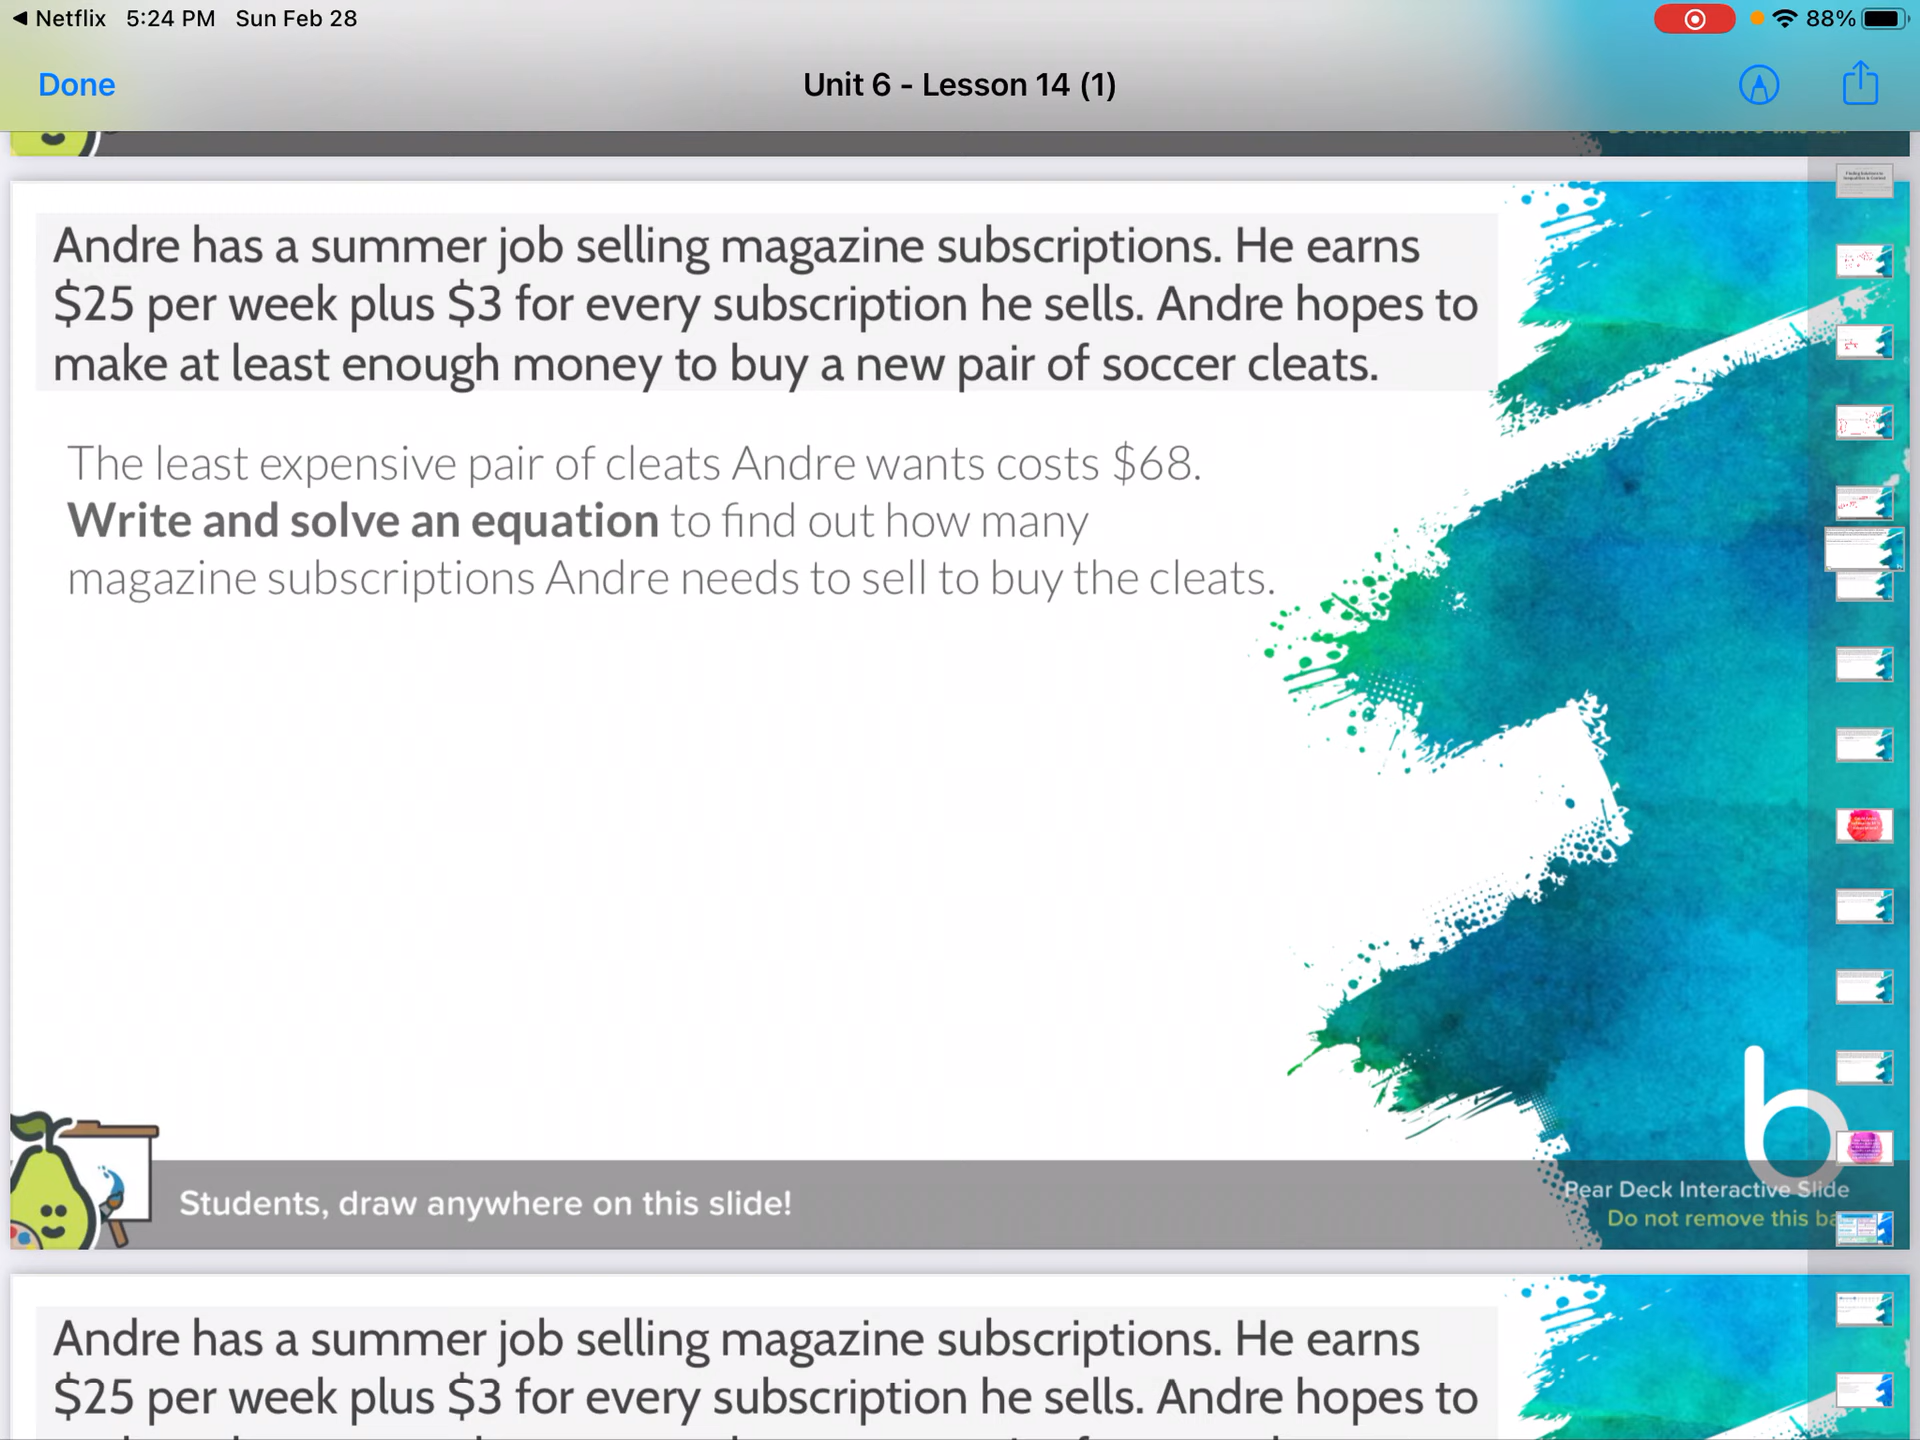 Netflix 5:24 PM Sun Feb 28 88%
Done Unit 6 - Lesson 14 (1)
Andre has a summer job selling magazine subscriptions. He earns
$25 per week plus $3 for every subscription he sells. Andre hopes to
make at least enough money to buy a new pair of soccer cleats.
The least expensive pair of cleats Andre wants costs $68.
Write and solve an equation to find out how many
magazine subscriptions Andre needs to sell to buy the cleats.
b
Students, draw anywhere on this slide!
Pear Deck Interactive Slide
Do not remove this ba
Andre has a summer job selling magazine subscriptions. He earns
$25 per week plus $3 for every subscription he sells. Andre hopes to